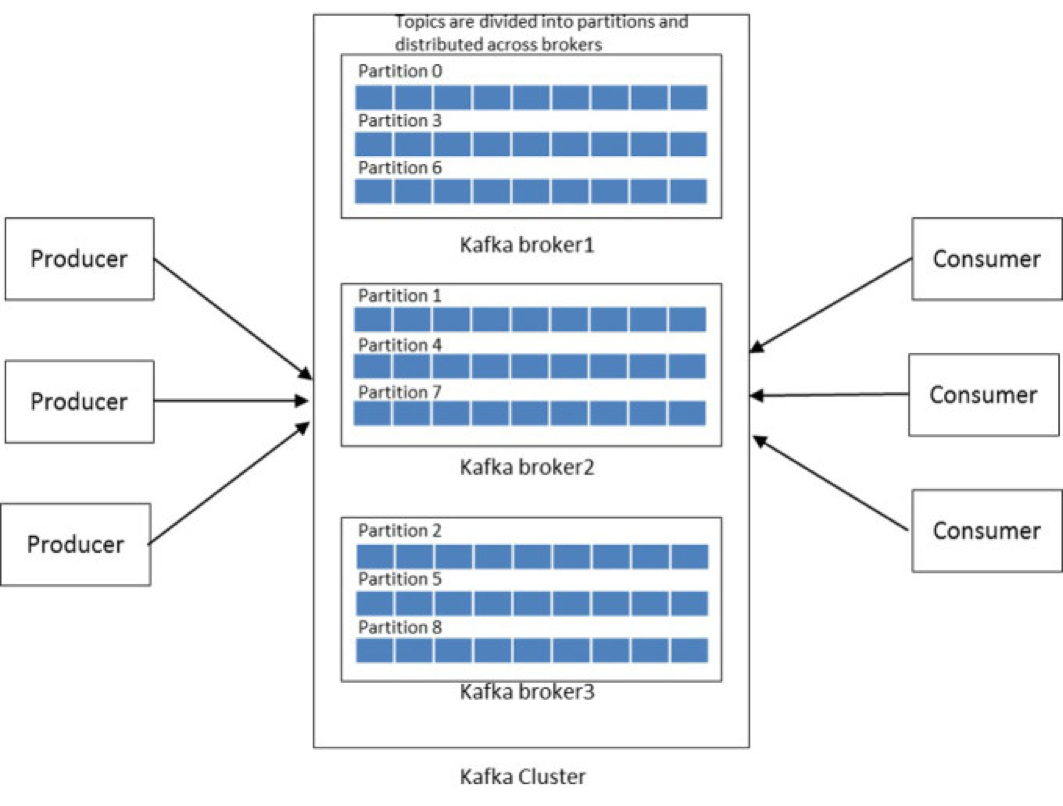 Topics are divided into partitions and
distributed across brokers
Partition 0
Partition 3
Partition 6
Kafka broker1
Producer
Producer
Producer
Partition 1
Partition 4
Partition 7
Kafka broker2
Consumer
Consumer
Consumer
Partition 2
Partition 5
Partition 8
Kafka broker3
Kafka Cluster